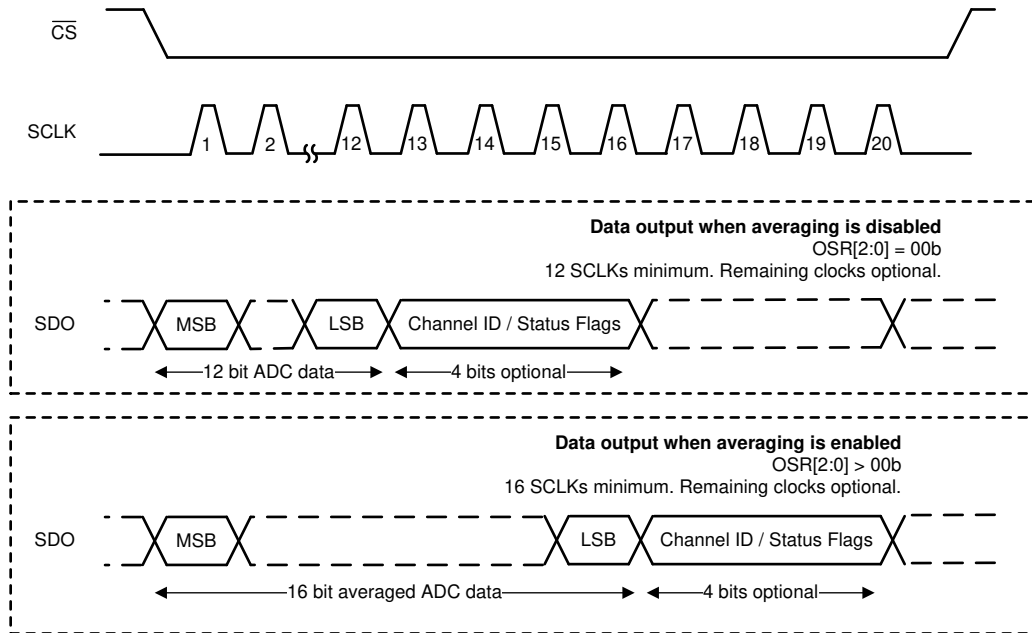 CS
SCLK
1 2 12 13 14 15 16 17 18 19 20
Data output when averaging is disabled
OSR[2:0] = 00b
12 SCLKs minimum. Remaining clocks optional.
SDO MSB LSB Channel ID / Status Flags
12 bit ADC data 4 bits optional
Data output when averaging is enabled
OSR[2:0] > 00b
16 SCLKs minimum. Remaining clocks optional.
SDO MSB LSB Channel ID / Status Flags
16 bit averaged ADC data 4 bits optional